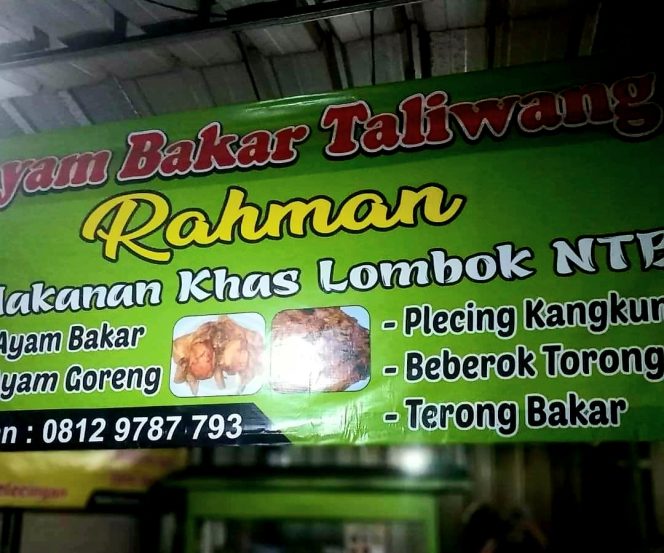 yam Bakar Taliwang
Rahman
Makanan Khas Lombok NTB
Ayam Bakar
yam Goreng
- Plecing Kangkun
- Beberok Torong
- Terong Bakar
n : 0812 9787 793